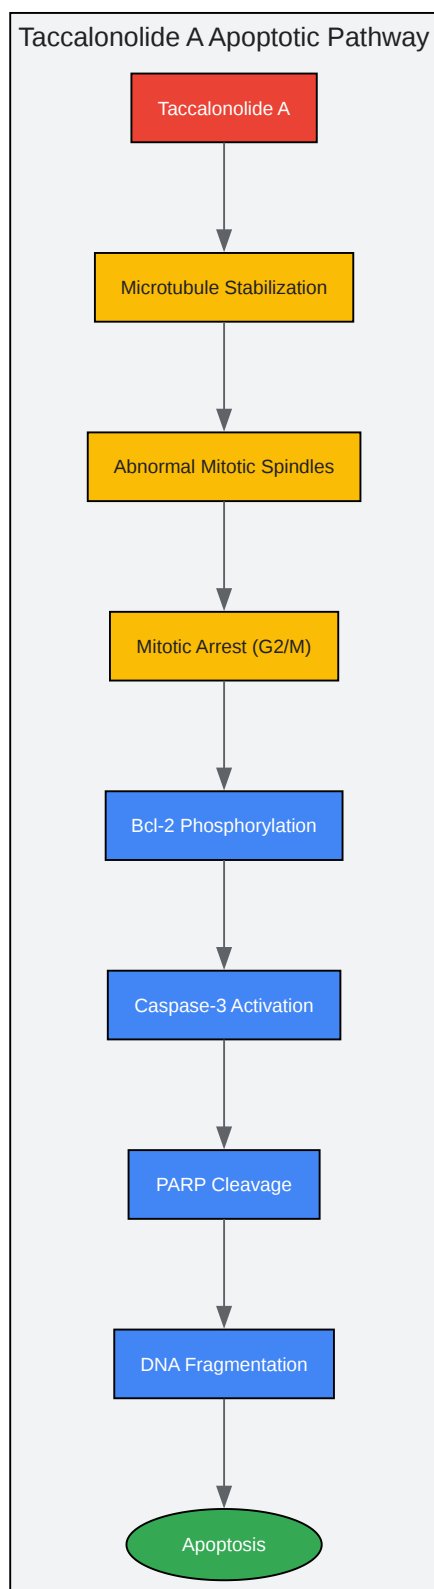 Taccalonolide A Apoptotic Pathway
Taccalonolide A
Microtubule Stabilization
Abnormal Mitotic Spindles
Mitotic Arrest (G2/M)
Bcl-2 Phosphorylation
Caspase-3 Activation
PARP Cleavage
DNA Fragmentation
Apoptosis